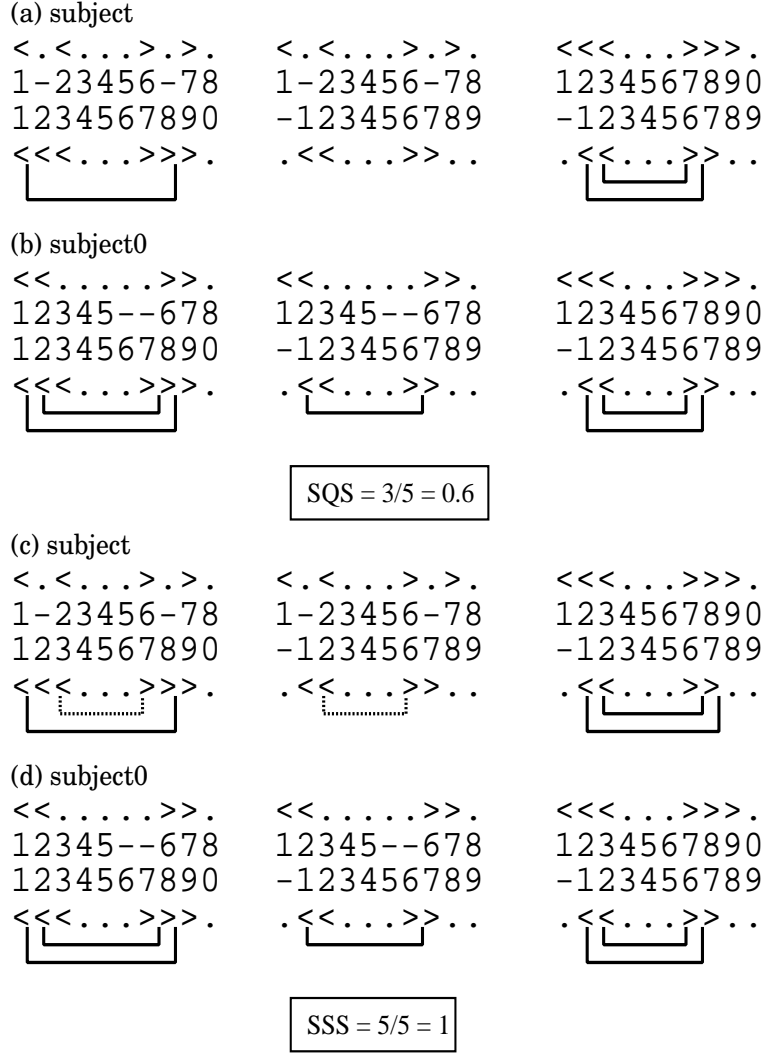 (a) subject
<.<...>.>. <.<...>.>. <<<...>>>.
1-23456-78 1-23456-78 1234567890
1234567890 -123456789 -123456789
<<<...>>>. .<<...>>.. .<<...>>..
(b) subject0
<<.....>>. <<.....>>. <<<...>>>.
12345--678 12345--678 1234567890
1234567890 -123456789 -123456789
<<<...>>>. .<<...>>.. .<<...>>..
SQS = 3/5 = 0.6
(c) subject
<.<...>.>. <.<...>.>. <<<...>>>.
1-23456-78 1-23456-78 1234567890
1234567890 -123456789 -123456789
<<<...>>>. .<<...>>.. .<<...>>..
(d) subject0
<<.....>>. <<.....>>. <<<...>>>.
12345--678 12345--678 1234567890
1234567890 -123456789 -123456789
<<<...>>>. .<<...>>.. .<<...>>..
SSS = 5/5 = 1